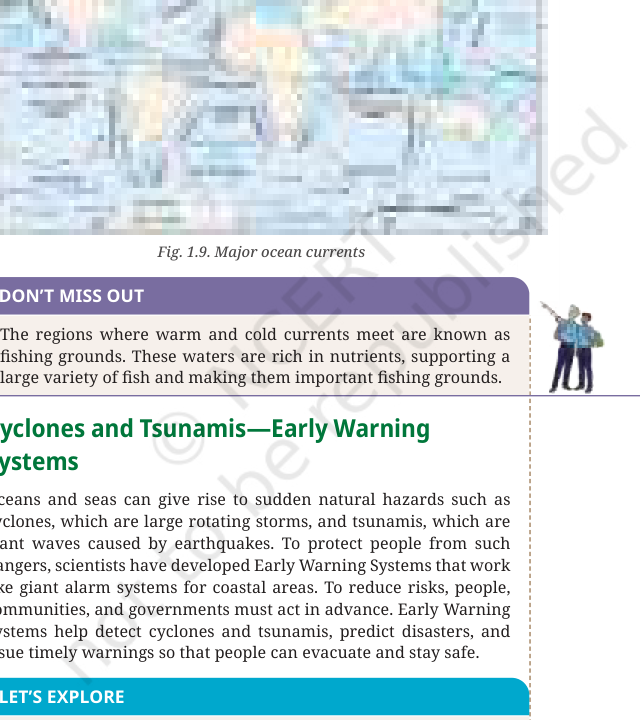 Fig. 1.9. Major ocean currents
DON'T MISS OUT
The regions where warm and cold currents meet are known as
fishing grounds. These waters are rich in nutrients, supporting a
large variety of fish and making them important fishing grounds.
yclones and Tsunamis—Early Warning
ystems
ceans and seas can give rise to sudden natural hazards such as
yclones, which are large rotating storms, and tsunamis, which are
ant waves caused by earthquakes. To protect people from such
angers, scientists have developed Early Warning Systems that work
ke giant alarm systems for coastal areas. To reduce risks, people,
ommunities, and governments must act in advance. Early Warning
ystems help detect cyclones and tsunamis, predict disasters, and
sue timely warnings so that people can evacuate and stay safe.
LET'S EXPLORE
© NCERT
not to be republished